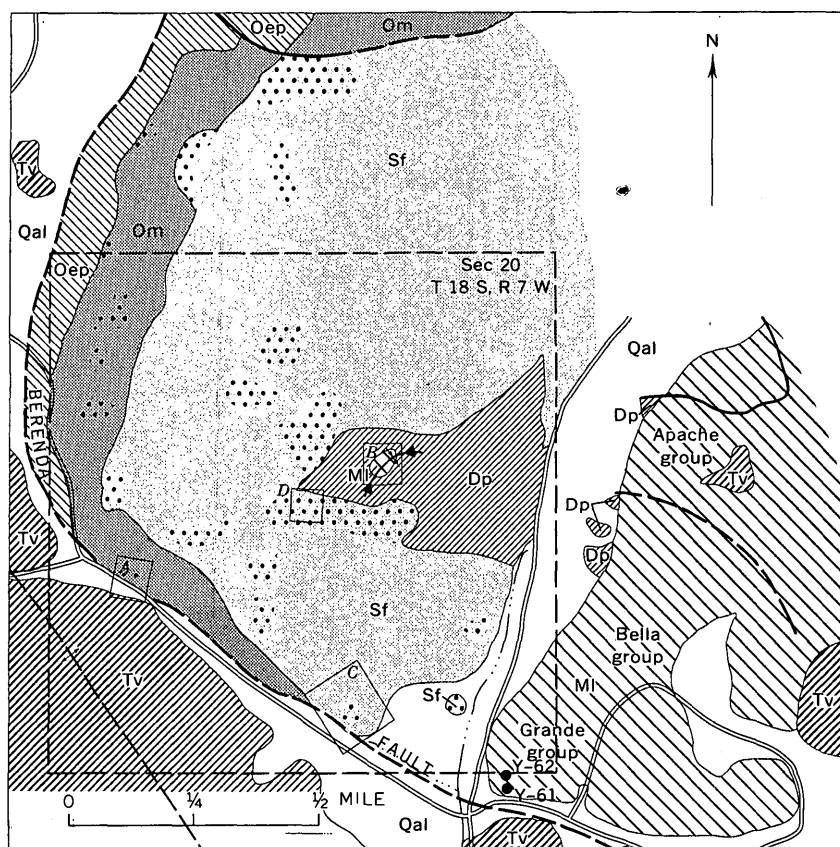 Oep
Om
N
Sf
Tv
Qal
Om
Oep
Sec 20
T 18 S, R 7 W
Qal
BERENDA
Dp
Apache
group
B
Ml
Dp
Tv
D
Dp
Tv
A
Dp
Sf
Bella
group
Tv
C
Ml
Sf
Tv
Grande
group
FAULT
Y-62
Y-61
0 1/4 1/2 MILE
Qal
Tv